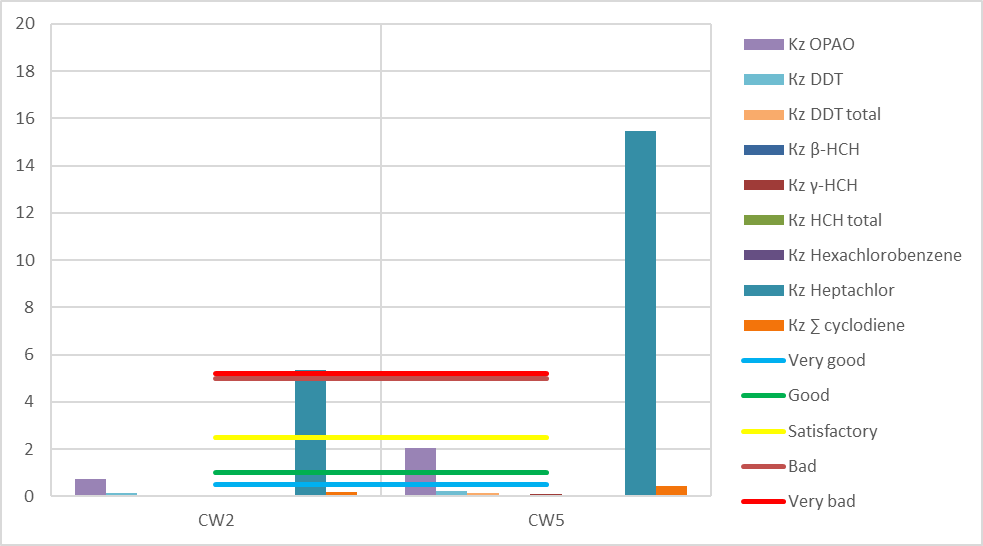 20
18
16
14
12
10
8
6
4
2
0
CW2
CW5
Kz OPAO
Kz DDT
Kz DDT total
Kz β-HCH
Kz γ-HCH
Kz HCH total
Kz Hexachlorobenzene
Kz Heptachlor
Kz ∑ cyclodiene
Very good
Good
Satisfactory
Bad
Very bad